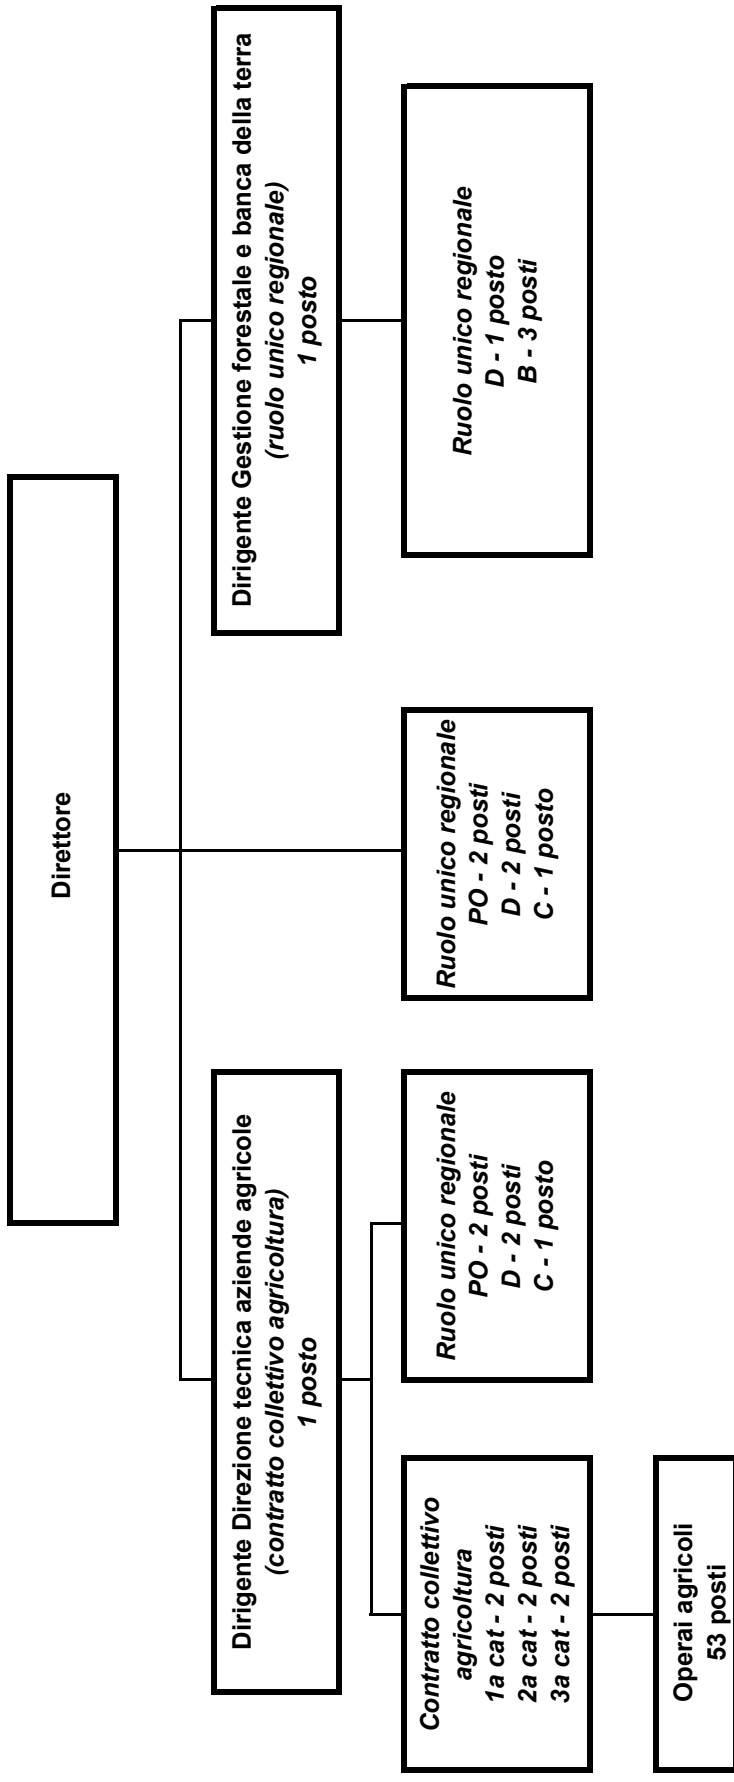 Direttore
Dirigente Direzione tecnica aziende agricole
(contratto collettivo agricoltura)
1 posto
Dirigente Gestione forestale e banca della terra
(ruolo unico regionale)
1 posto
Contratto collettivo
agricoltura
1a cat - 2 posti
2a cat - 2 posti
3a cat - 2 posti
Ruolo unico regionale
PO - 2 posti
D - 2 posti
C - 1 posto
Ruolo unico regionale
PO - 2 posti
D - 2 posti
C - 1 posto
Ruolo unico regionale
D - 1 posto
B - 3 posti
Operai agricoli
53 posti